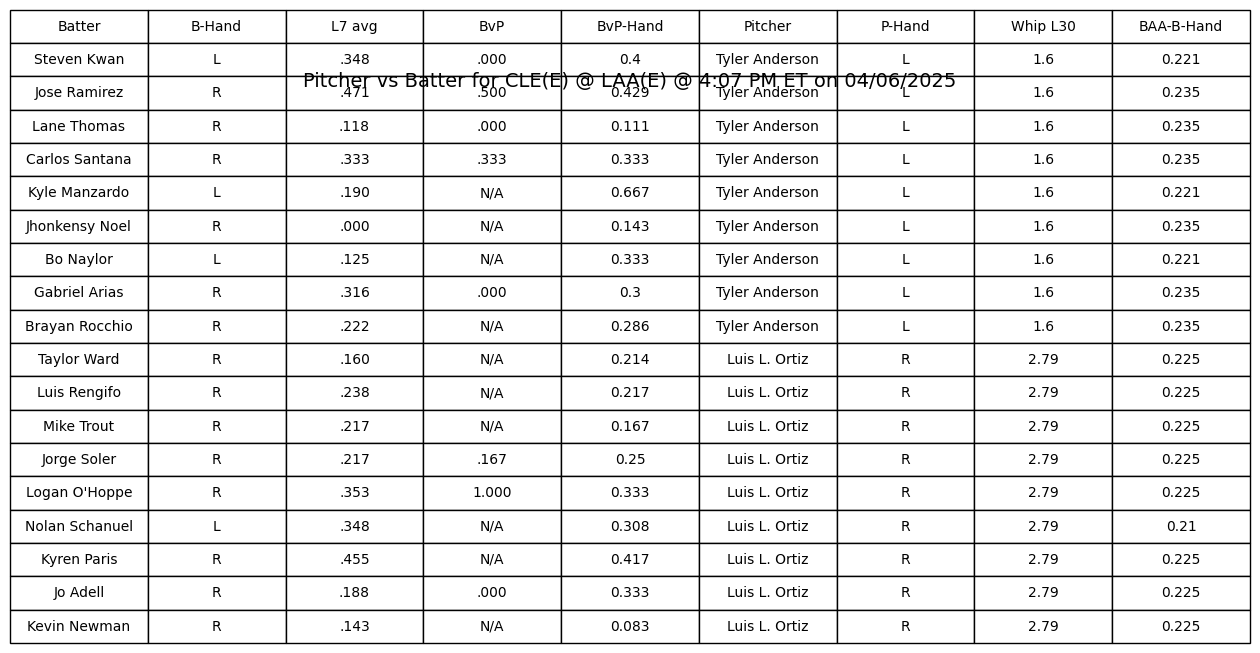 Batter B-Hand L7 avg BvP BvP-Hand Pitcher P-Hand Whip L30 BAA-B-Hand
Steven Kwan L .348 .000 0.4 Tyler Anderson L 1.6 0.221
Pitcher vs Batter for CLE(E) @ LAA(E) @ 4:07 PM ET on 04/06/2025
Jose Ramirez R .471 .500 0.429 Tyler Anderson L 1.6 0.235
Lane Thomas R .118 .000 0.111 Tyler Anderson L 1.6 0.235
Carlos Santana R .333 .333 0.333 Tyler Anderson L 1.6 0.235
Kyle Manzardo L .190 N/A 0.667 Tyler Anderson L 1.6 0.221
Jhonkensy Noel R .000 N/A 0.143 Tyler Anderson L 1.6 0.235
Bo Naylor L .125 N/A 0.333 Tyler Anderson L 1.6 0.221
Gabriel Arias R .316 .000 0.3 Tyler Anderson L 1.6 0.235
Brayan Rocchio R .222 N/A 0.286 Tyler Anderson L 1.6 0.235
Taylor Ward R .160 N/A 0.214 Luis L. Ortiz R 2.79 0.225
Luis Rengifo R .238 N/A 0.217 Luis L. Ortiz R 2.79 0.225
Mike Trout R .217 N/A 0.167 Luis L. Ortiz R 2.79 0.225
Jorge Soler R .217 .167 0.25 Luis L. Ortiz R 2.79 0.225
Logan O'Hoppe R .353 1.000 0.333 Luis L. Ortiz R 2.79 0.225
Nolan Schanuel L .348 N/A 0.308 Luis L. Ortiz R 2.79 0.21
Kyren Paris R .455 N/A 0.417 Luis L. Ortiz R 2.79 0.225
Jo Adell R .188 .000 0.333 Luis L. Ortiz R 2.79 0.225
Kevin Newman R .143 N/A 0.083 Luis L. Ortiz R 2.79 0.225